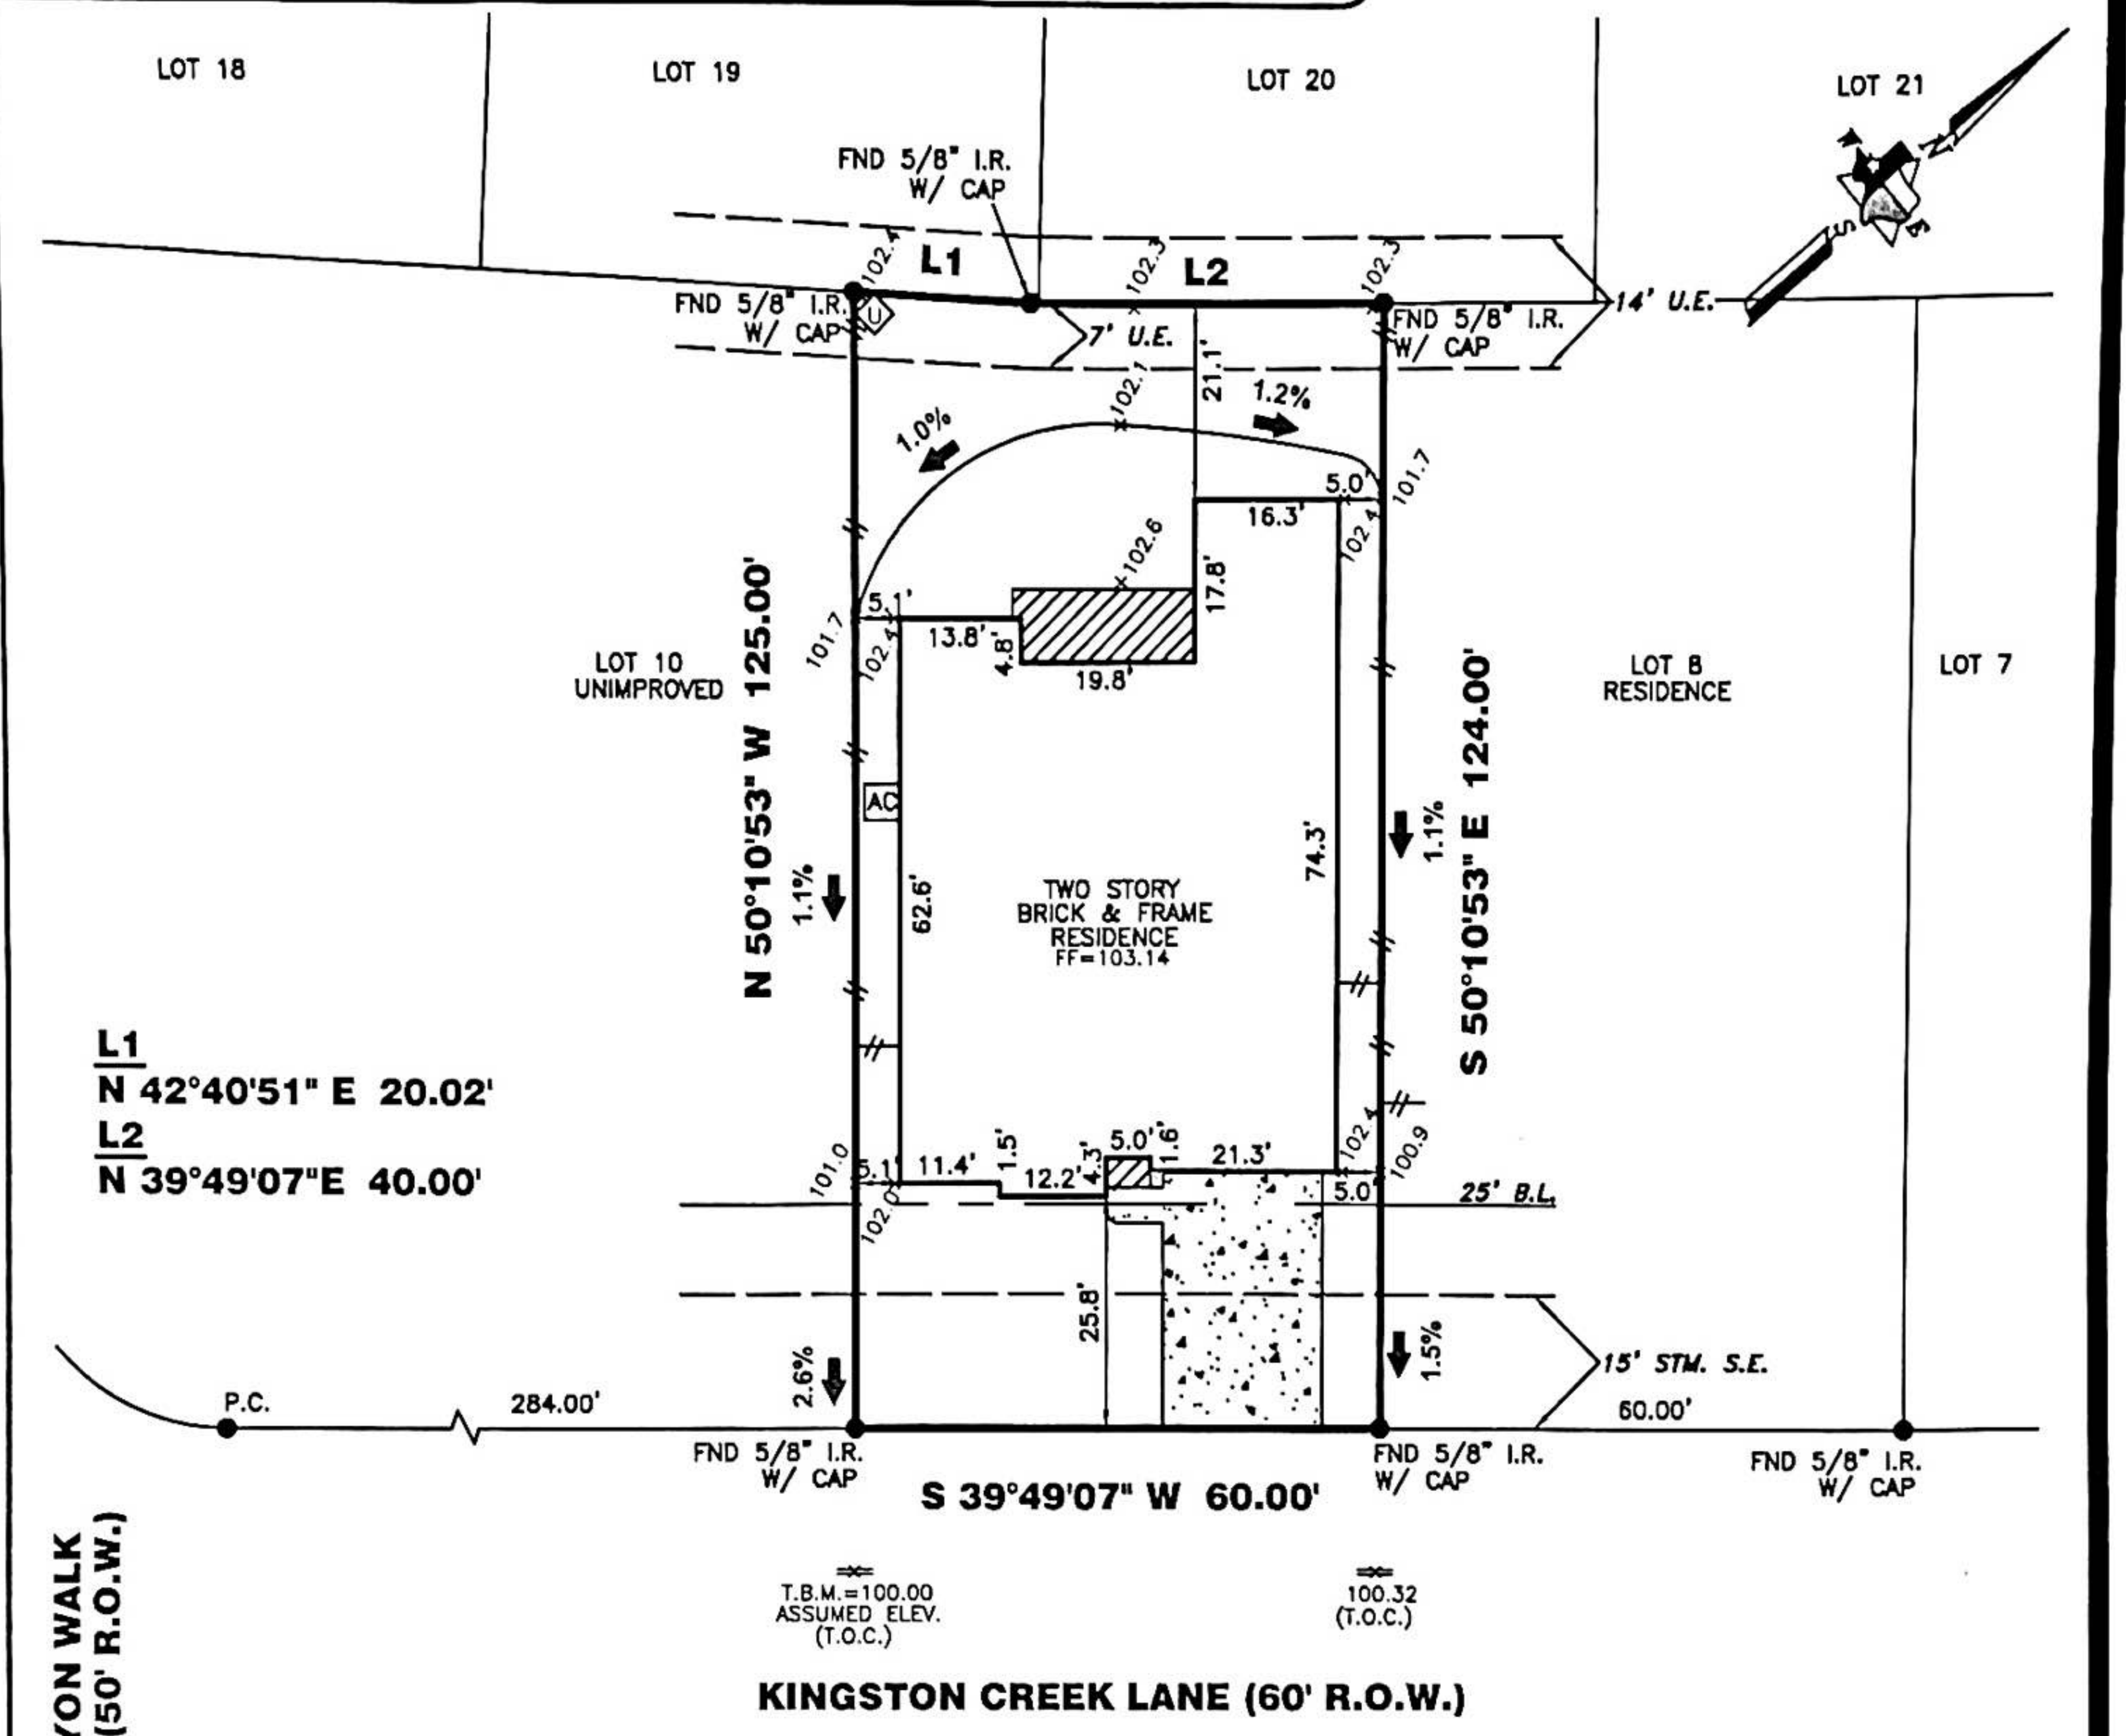 LOT 18
LOT 19
LOT 20
LOT 21
N
S
E
FND 5/8" I.R.
W/ CAP
102.4
L1
102.3
L2
102.3
FND 5/8" I.R.
W/ CAP
U
7' U.E.
FND 5/8" I.R.
W/ CAP
14' U.E.
21.1'
102.1
1.0%
1.2%
5.0'
101.7
16.3'
102.4
102.6
17.8'
5.1'
13.8'
4.8'
19.8'
101.7
102.4
LOT 10
UNIMPROVED
N 50°10'53" W 125.00'
LOT 8
RESIDENCE
LOT 7
S 50°10'53" E 124.00'
AC
1.1%
62.6'
74.3'
1.1%
TWO STORY
BRICK & FRAME
RESIDENCE
FF=103.14
L1
N 42°40'51" E 20.02'
L2
N 39°49'07"E 40.00'
101.0
5.1'
11.4'
1.5'
12.2'
4.3'
5.0'
1.6'
21.3'
102.4
100.9
5.0'
102.0
25' B.L.
25.8'
2.6%
1.5%
15' STM. S.E.
P.C.
284.00'
60.00'
FND 5/8" I.R.
W/ CAP
FND 5/8" I.R.
W/ CAP
FND 5/8" I.R.
W/ CAP
S 39°49'07" W 60.00'
T.B.M.=100.00
ASSUMED ELEV.
(T.O.C.)
100.32
(T.O.C.)
YON WALK
(50' R.O.W.)
KINGSTON CREEK LANE (60' R.O.W.)